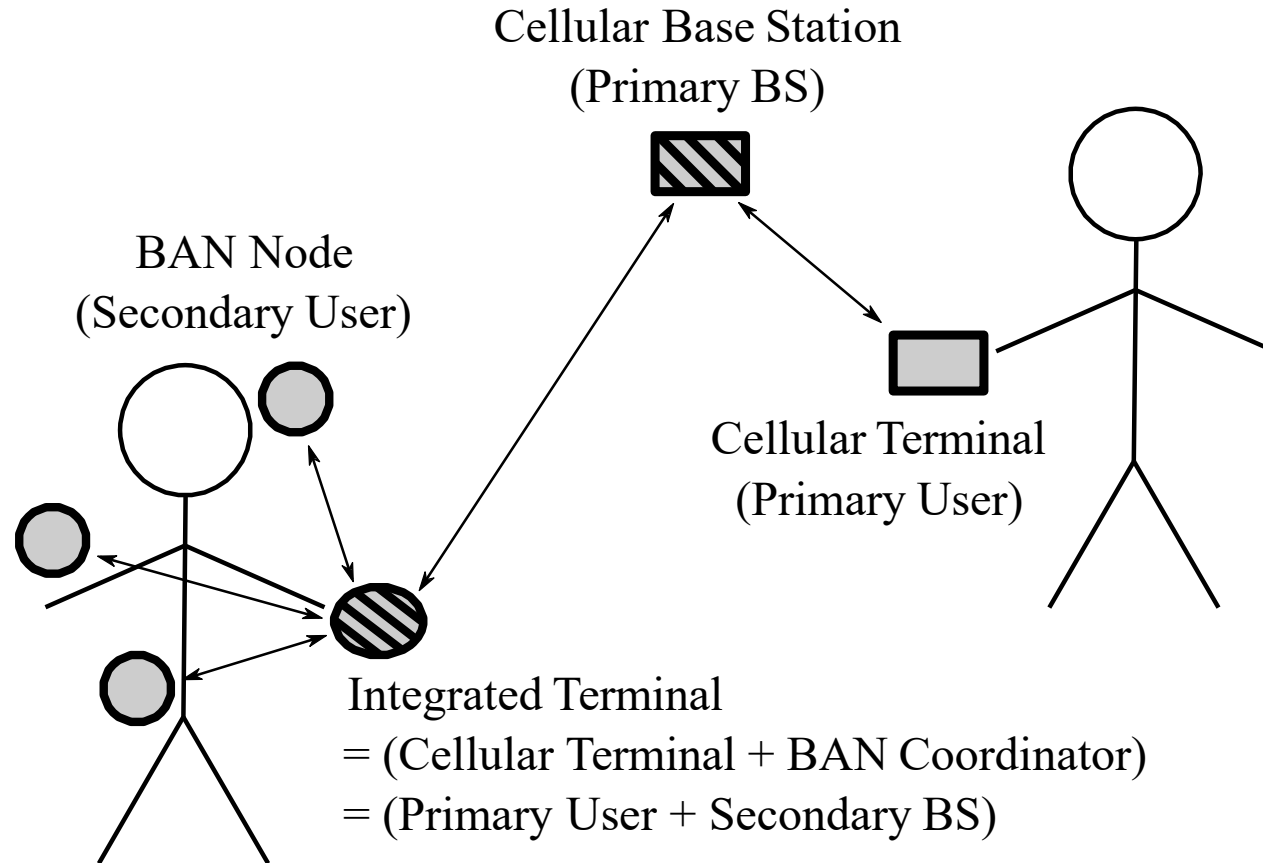 Cellular Base Station
(Primary BS)
BAN Node
(Secondary User)
Cellular Terminal
(Primary User)
Integrated Terminal
= (Cellular Terminal + BAN Coordinator)
= (Primary User + Secondary BS)